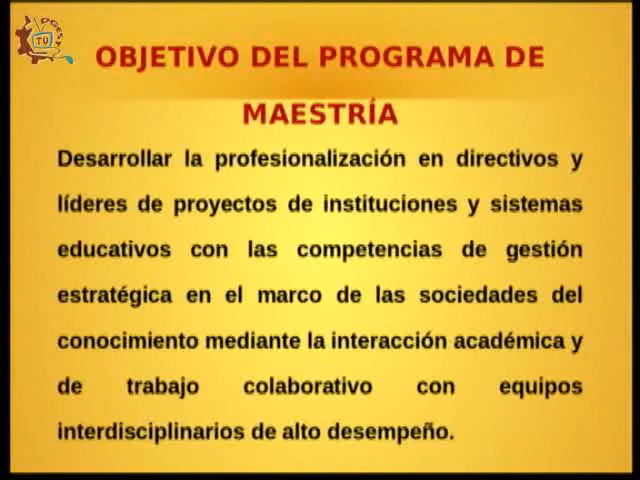 DGEST
TV
OBJETIVO DEL PROGRAMA DE
MAESTRÍA
Desarrollar la profesionalización en directivos y
líderes de proyectos de instituciones y sistemas
educativos con las competencias de gestión
estratégica en el marco de las sociedades del
conocimiento mediante la interacción académica y
de trabajo colaborativo con equipos
interdisciplinarios de alto desempeño.